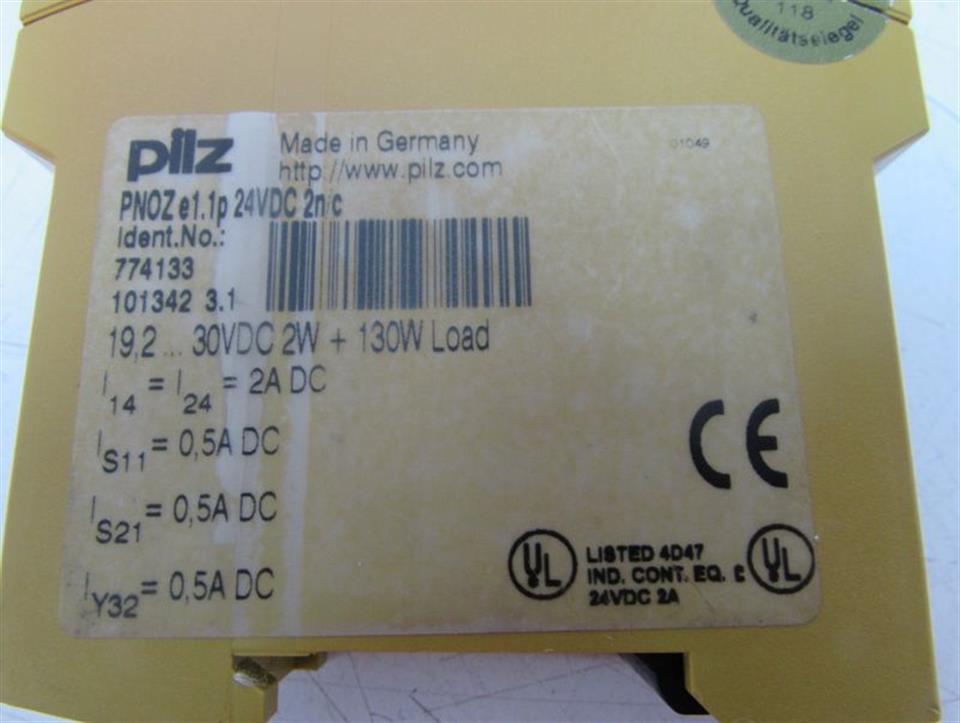 118
Qualitätssiegel
pilz
Made in Germany
http://www.pilz.com
01049
PNOZ e1.1p 24VDC 2n/c
Ident.No.:
774133
101342 3.1
19,2 ... 30VDC 2W + 130W Load
I14 = I24 = 2A DC
IS11 = 0,5A DC
IS21 = 0,5A DC
IY32 = 0,5A DC
CE
UL
LISTED 4D47
IND. CONT. EQ.
24VDC 2A
UL